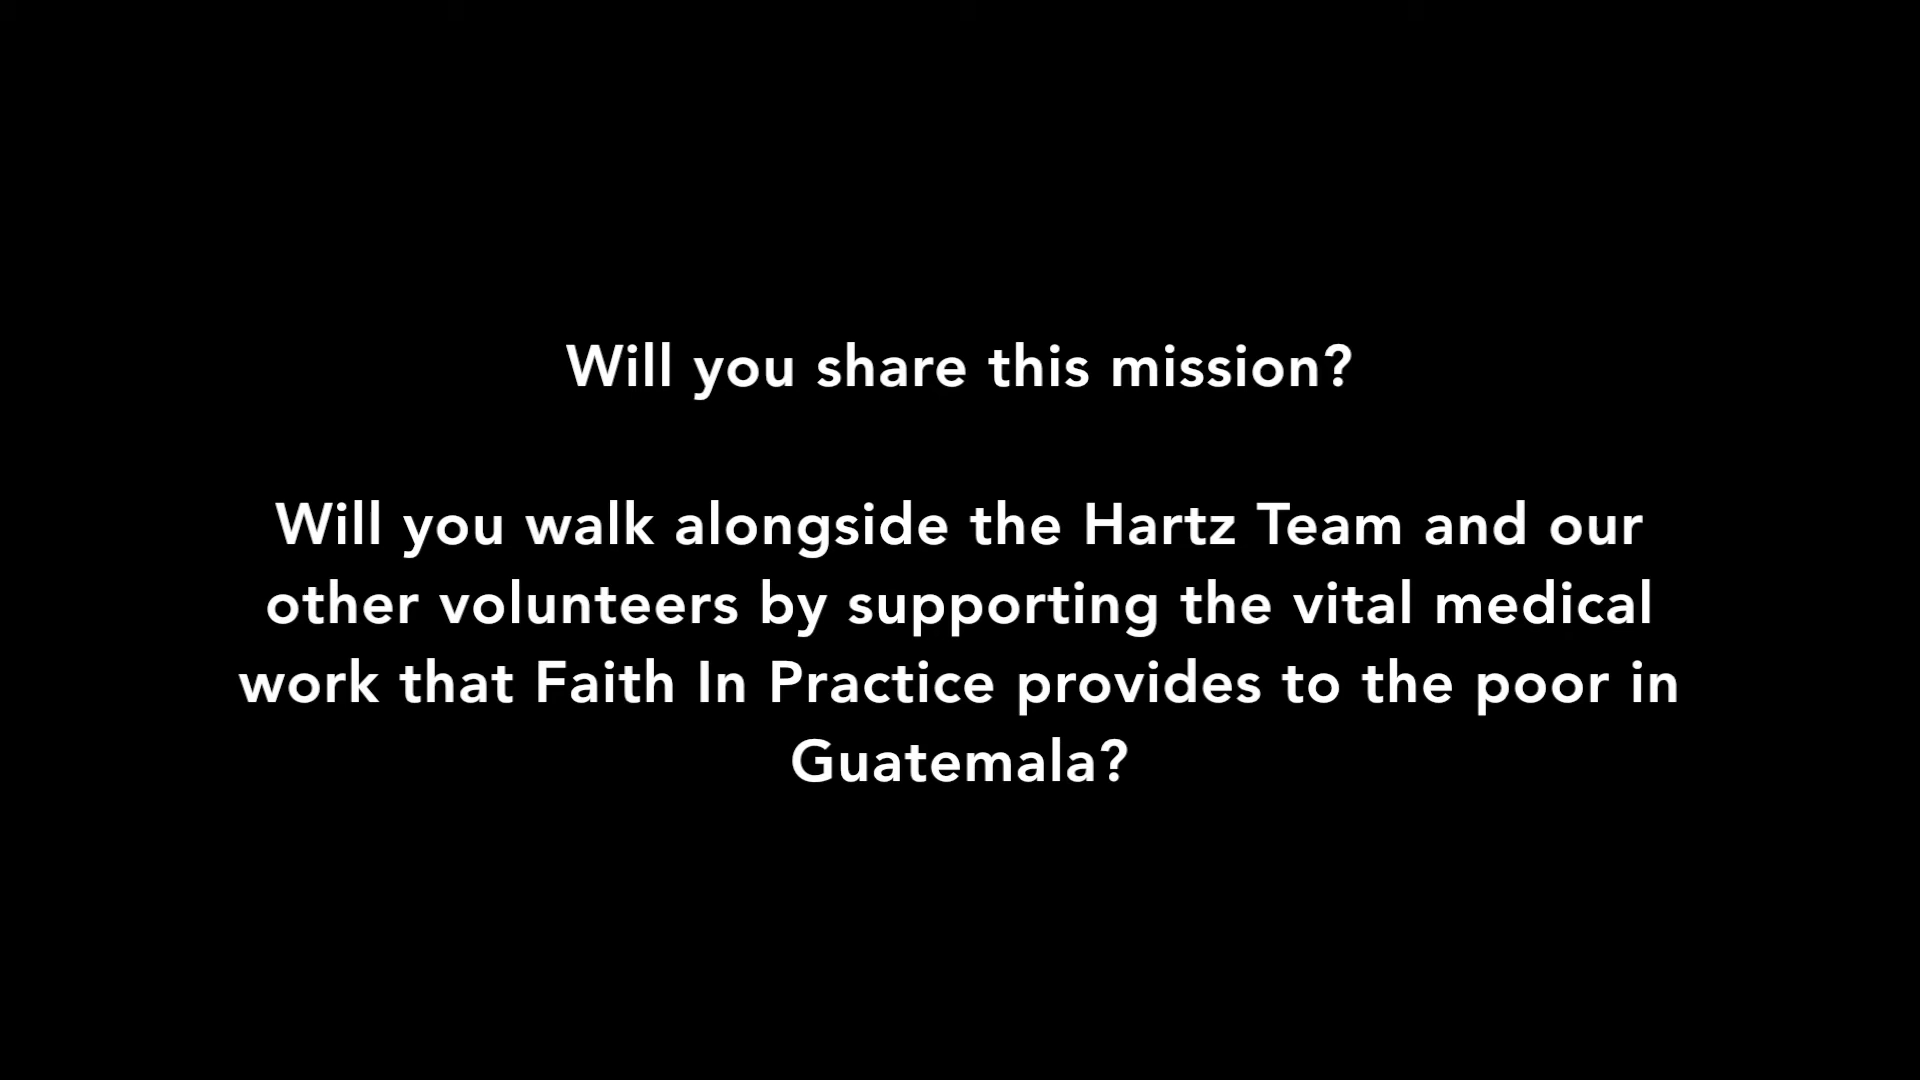 Will you share this mission?
Will you walk alongside the Hartz Team and our
other volunteers by supporting the vital medical
work that Faith In Practice provides to the poor in
Guatemala?